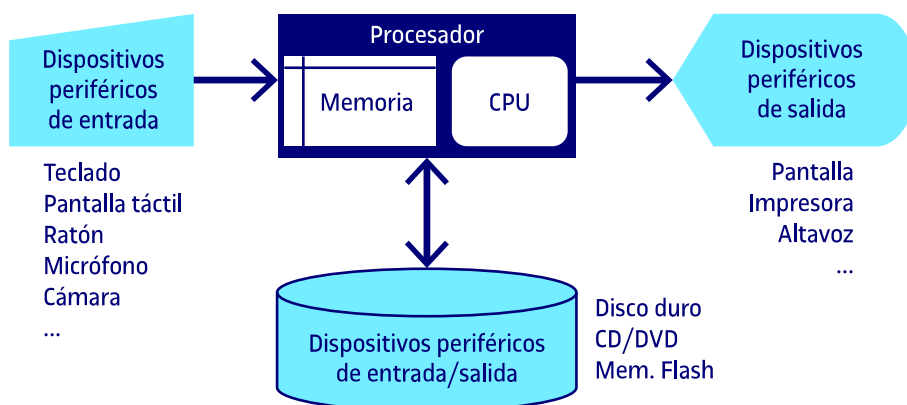 Dispositivos
periféricos
de entrada
Teclado
Pantalla táctil
Ratón
Micrófono
Cámara
...
Procesador
Memoria
CPU
Dispositivos
periféricos
de salida
Pantalla
Impresora
Altavoz
...
Dispositivos periféricos
de entrada/salida
Disco duro
CD/DVD
Mem. Flash